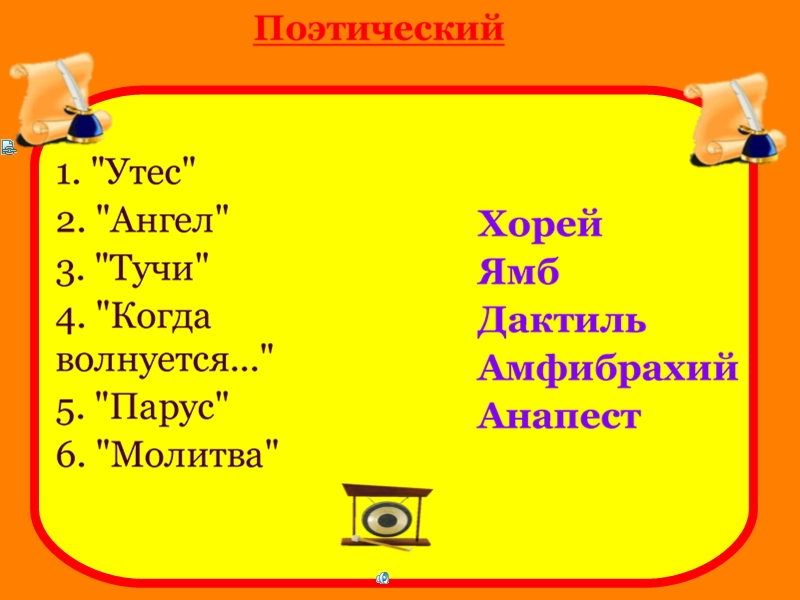 Поэтический
1. "Утес"
2. "Ангел"
3. "Тучи"
4. "Когда
волнуется..."
5. "Парус"
6. "Молитва"
Хорей
Ямб
Дактиль
Амфибрахий
Анапест